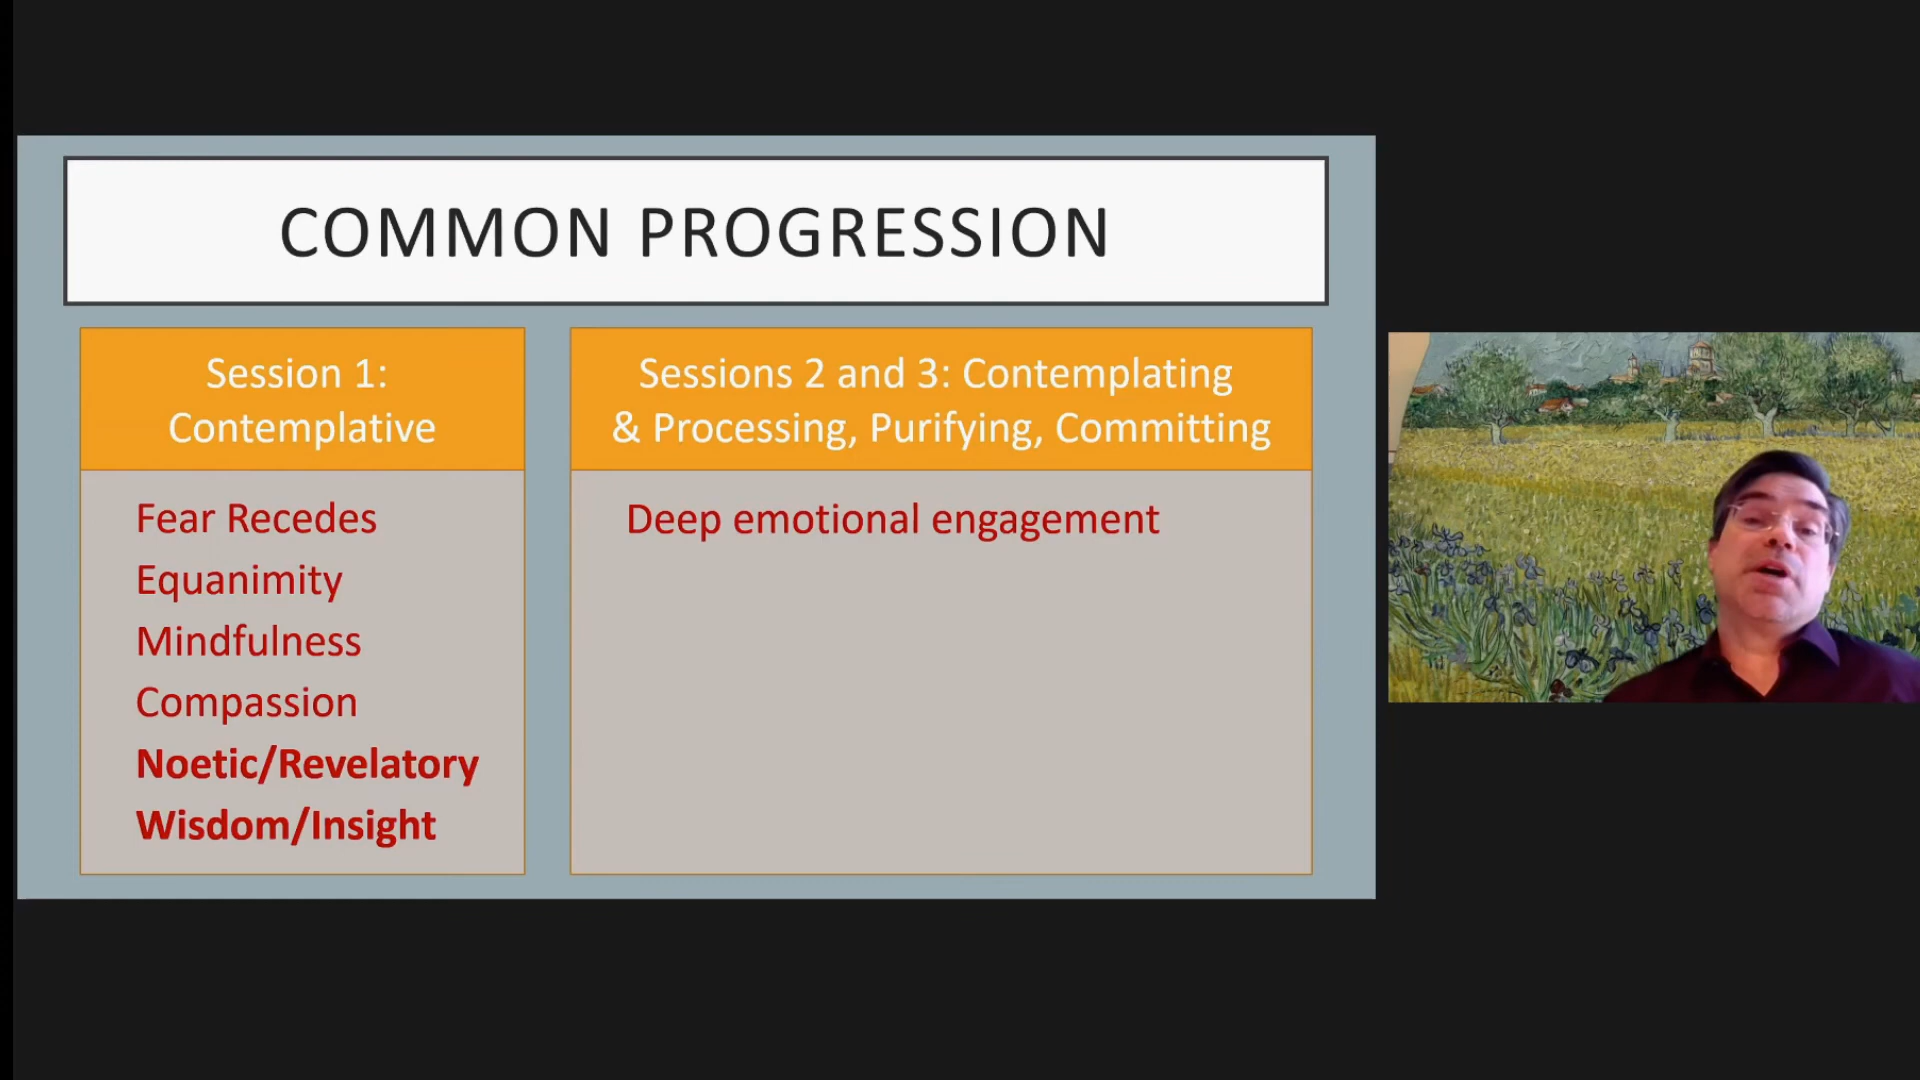 COMMON PROGRESSION
Session 1:
Contemplative
Fear Recedes
Equanimity
Mindfulness
Compassion
Noetic/Revelatory
Wisdom/Insight
Sessions 2 and 3: Contemplating
& Processing, Purifying, Committing
Deep emotional engagement